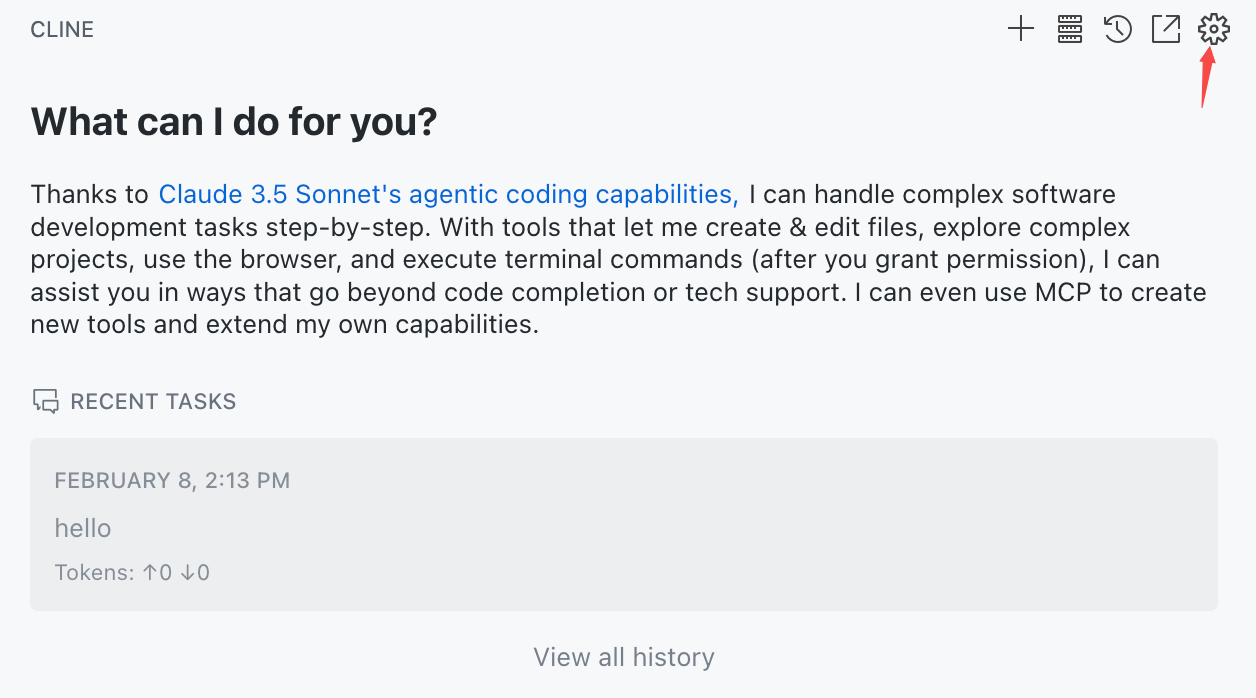 CLINE
What can I do for you?
Thanks to Claude 3.5 Sonnet's agentic coding capabilities, I can handle complex software
development tasks step-by-step. With tools that let me create & edit files, explore complex
projects, use the browser, and execute terminal commands (after you grant permission), I can
assist you in ways that go beyond code completion or tech support. I can even use MCP to create
new tools and extend my own capabilities.
RECENT TASKS
FEBRUARY 8, 2:13 PM
hello
Tokens: ↑0 ↓0
View all history